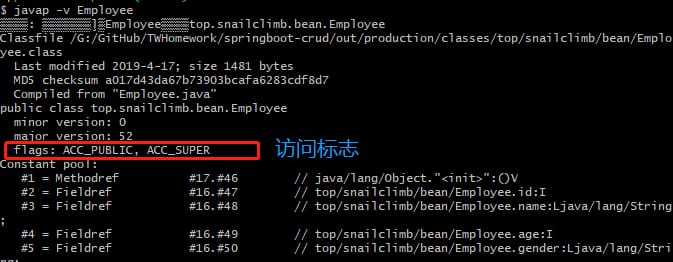 $ javap -v Employee
Employee top.snailclimb.bean.Employee
Classfile /G:/GitHub/TWHomework/springboot-crud/out/production/classes/top/snailclimb/bean/Emplo
yee.class
Last modified 2019-4-17; size 1481 bytes
MD5 checksum a017d43da67b73903bcafa6283cdf8d7
Compiled from "Employee.java"
public class top.snailclimb.bean.Employee
minor version: 0
major version: 52
flags: ACC_PUBLIC, ACC_SUPER 访问标志
Constant pool:
#1 = Methodref #17.#46 // java/lang/Object."<init>":()V
#2 = Fieldref #16.#47 // top/snailclimb/bean/Employee.id:I
#3 = Fieldref #16.#48 // top/snailclimb/bean/Employee.name:Ljava/lang/String
;
#4 = Fieldref #16.#49 // top/snailclimb/bean/Employee.age:I
#5 = Fieldref #16.#50 // top/snailclimb/bean/Employee.gender:Ljava/lang/Stri